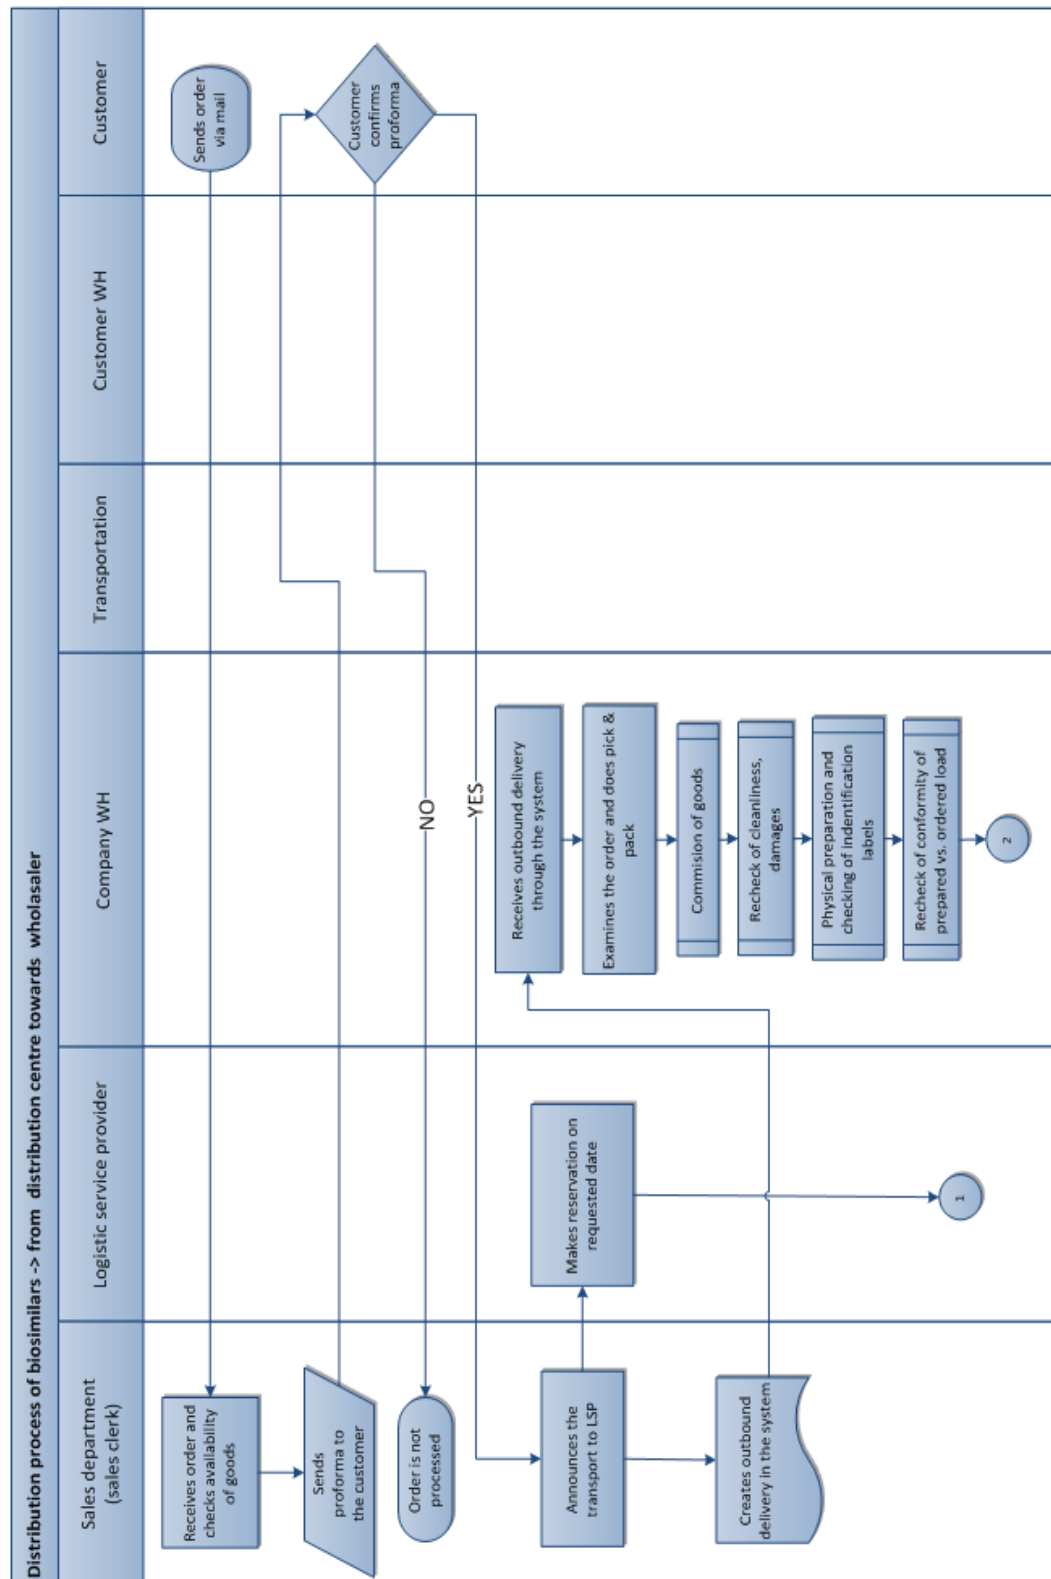 Distribution process of biosimilars -> from distribution centre towards wholasaler
Sales department
(sales clerk)
Logistic service provider
Company WH
Transportation
Customer WH
Customer
Sends order
via mail
Receives order and
checks availability
of goods
Sends
proforma to
the customer
Customer
confirms
proforma
NO
Order is not
processed
YES
Announces the
transport to LSP
Makes reservation on
requested date
1
Creates outbound
delivery in the system
Receives outbound delivery
through the system
Examines the order and does pick &
pack
Commision of goods
Recheck of cleanliness,
damages
Physical preparation and
checking of indentification
labels
Recheck of conformity of
prepared vs. ordered load
2